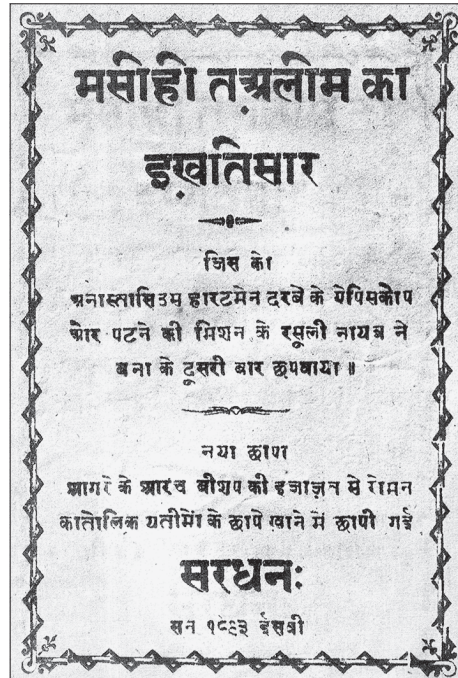 मसीही तअ़लीम का
इख़तिसार
जिस को
अनास्तासिउस हारटमेन दरबे के येपिसकोप
और पटने की मिशन के रसूली नायब ने
बना के दूसरी बार छपवाया ॥
नया छापा
आगरे के आरच बीशप की इजाज़त से रोमन
कातोलिक यतीमों के छापे ख़ाने में छापी गई
सरधनः
सन ईसवी